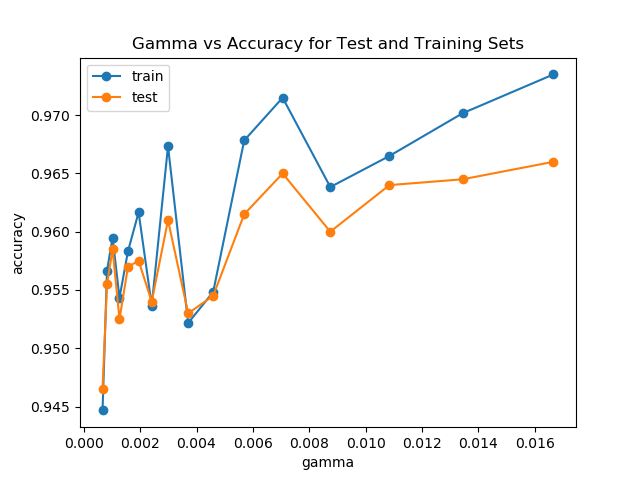 Gamma vs Accuracy for Test and Training Sets
train
test
0.970
0.965
0.960
0.955
0.950
0.945
accuracy
0.000 0.002 0.004 0.006 0.008 0.010 0.012 0.014 0.016
gamma